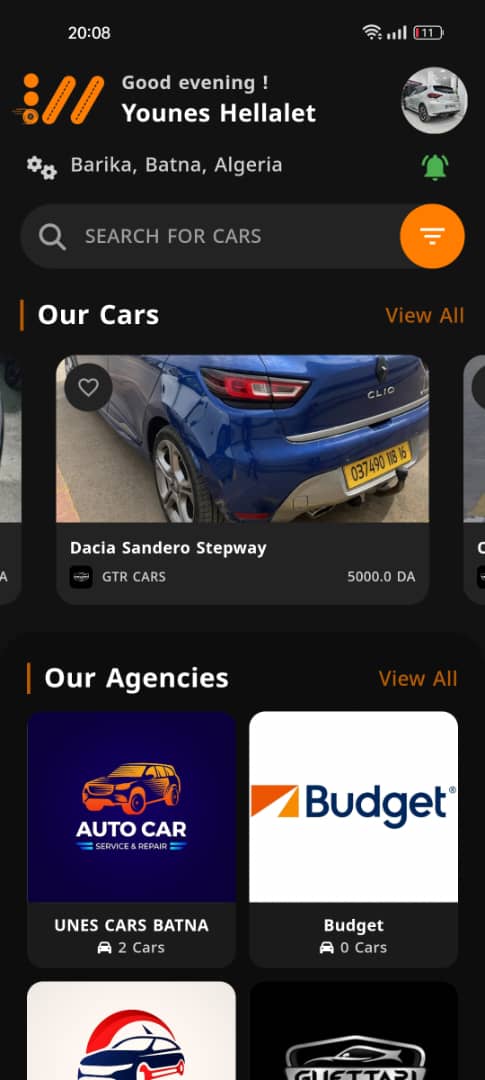 20:08
11
Good evening !
Younes Hellalet
Barika, Batna, Algeria
SEARCH FOR CARS
Our Cars
View All
CLIO
037490 118 16
Dacia Sandero Stepway
A
GTR CARS
5000.0 DA
Our Agencies
View All
AUTO CAR
SERVICE & REPAIR
Budget®
UNES CARS BATNA
Budget
2 Cars
0 Cars
GUETTARI